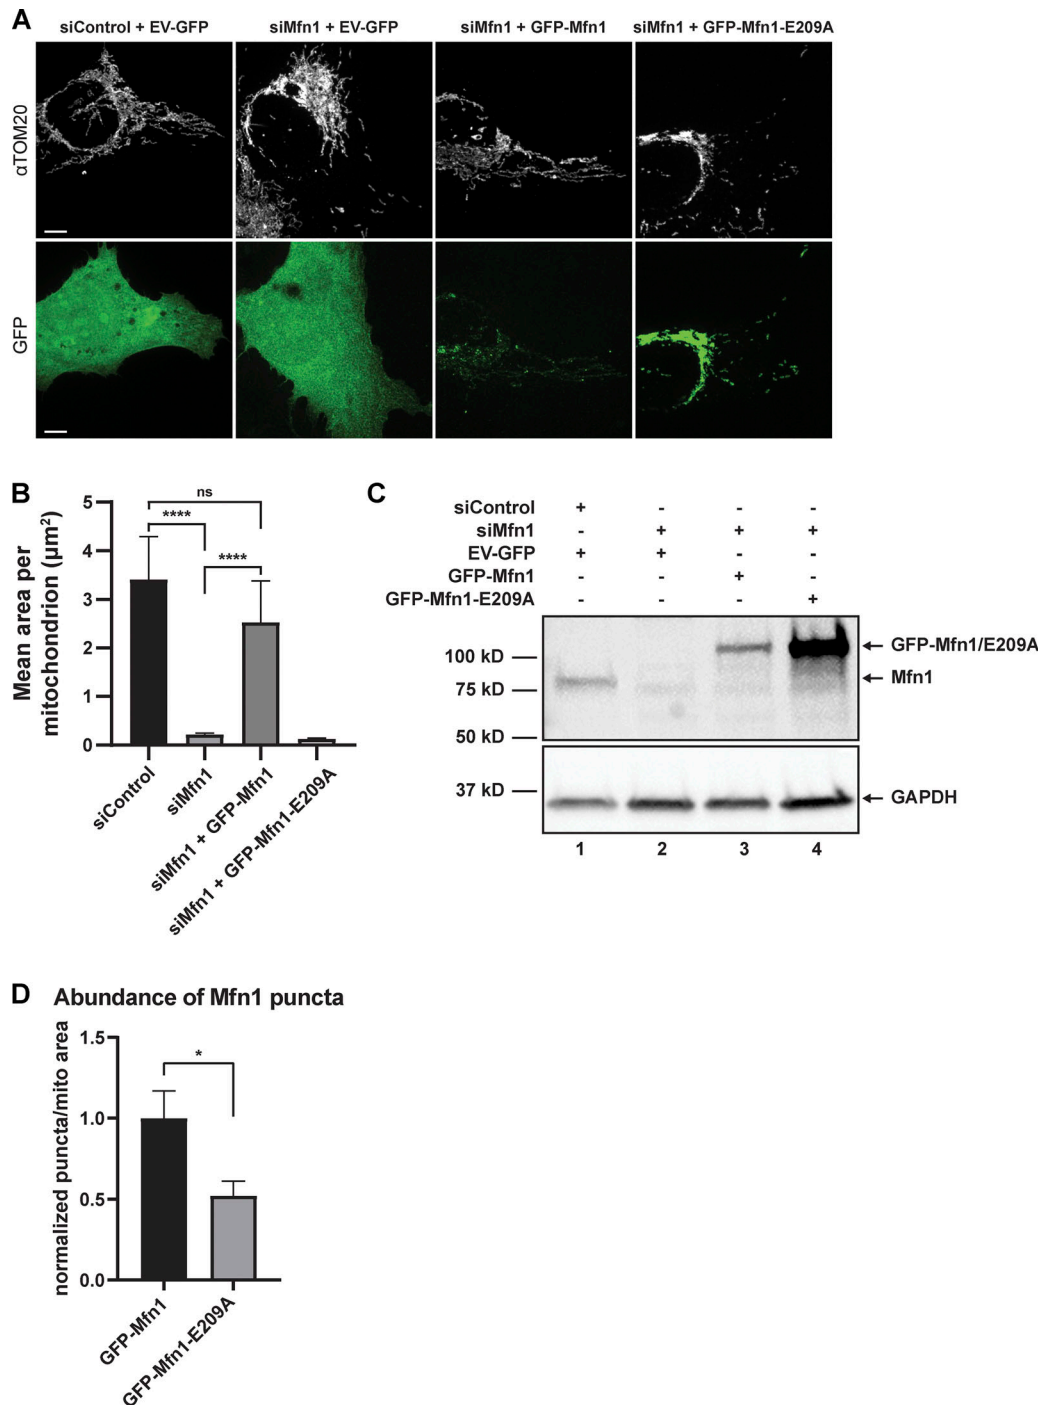 A
siControl + EV-GFP siMfn1 + EV-GFP siMfn1 + GFP-Mfn1 siMfn1 + GFP-Mfn1-E209A
αTOM20
GFP
B
Mean area per
mitochondrion (μm²)
5
4
3
2
1
0
ns
****
****
siControl
siMfn1
siMfn1 + GFP-Mfn1
siMfn1 + GFP-Mfn1-E209A
C
siControl + - - -
siMfn1 - + + +
EV-GFP + + - -
GFP-Mfn1 - - + -
GFP-Mfn1-E209A - - - +
100 kD
75 kD
50 kD
37 kD
← GFP-Mfn1/E209A
← Mfn1
← GAPDH
1 2 3 4
D Abundance of Mfn1 puncta
normalized puncta/mito area
1.5
1.0
0.5
0.0
*
GFP-Mfn1
GFP-Mfn1-E209A